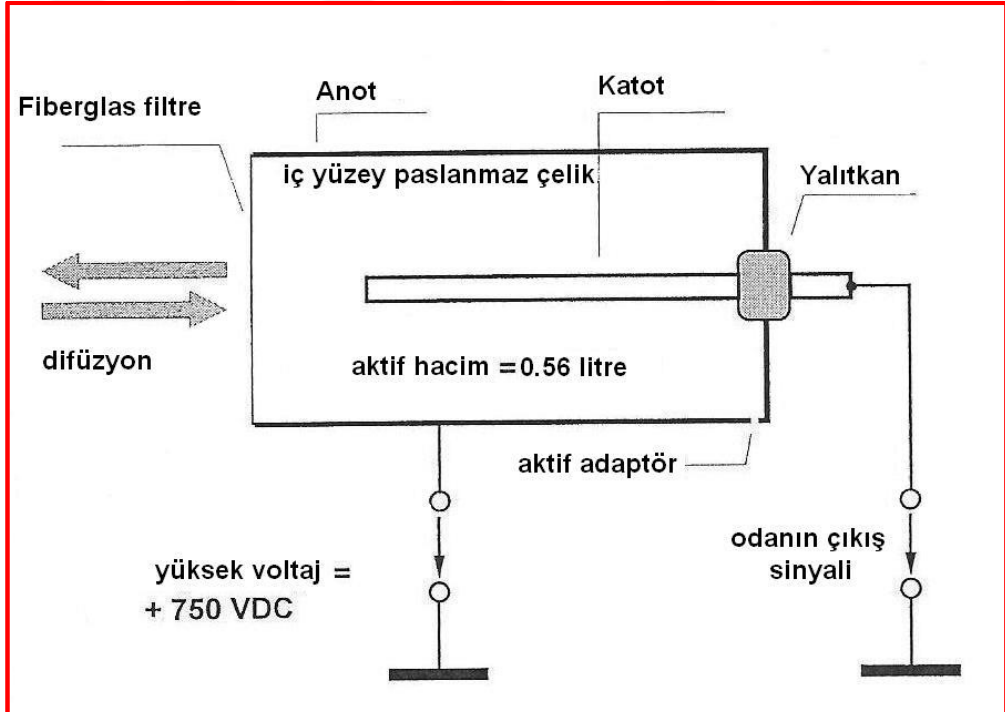 Anot
Katot
Fiberglas filtre
iç yüzey paslanmaz çelik
Yalıtkan
difüzyon
aktif hacim = 0.56 litre
aktif adaptör
yüksek voltaj =
+ 750 VDC
odanın çıkış
sinyali